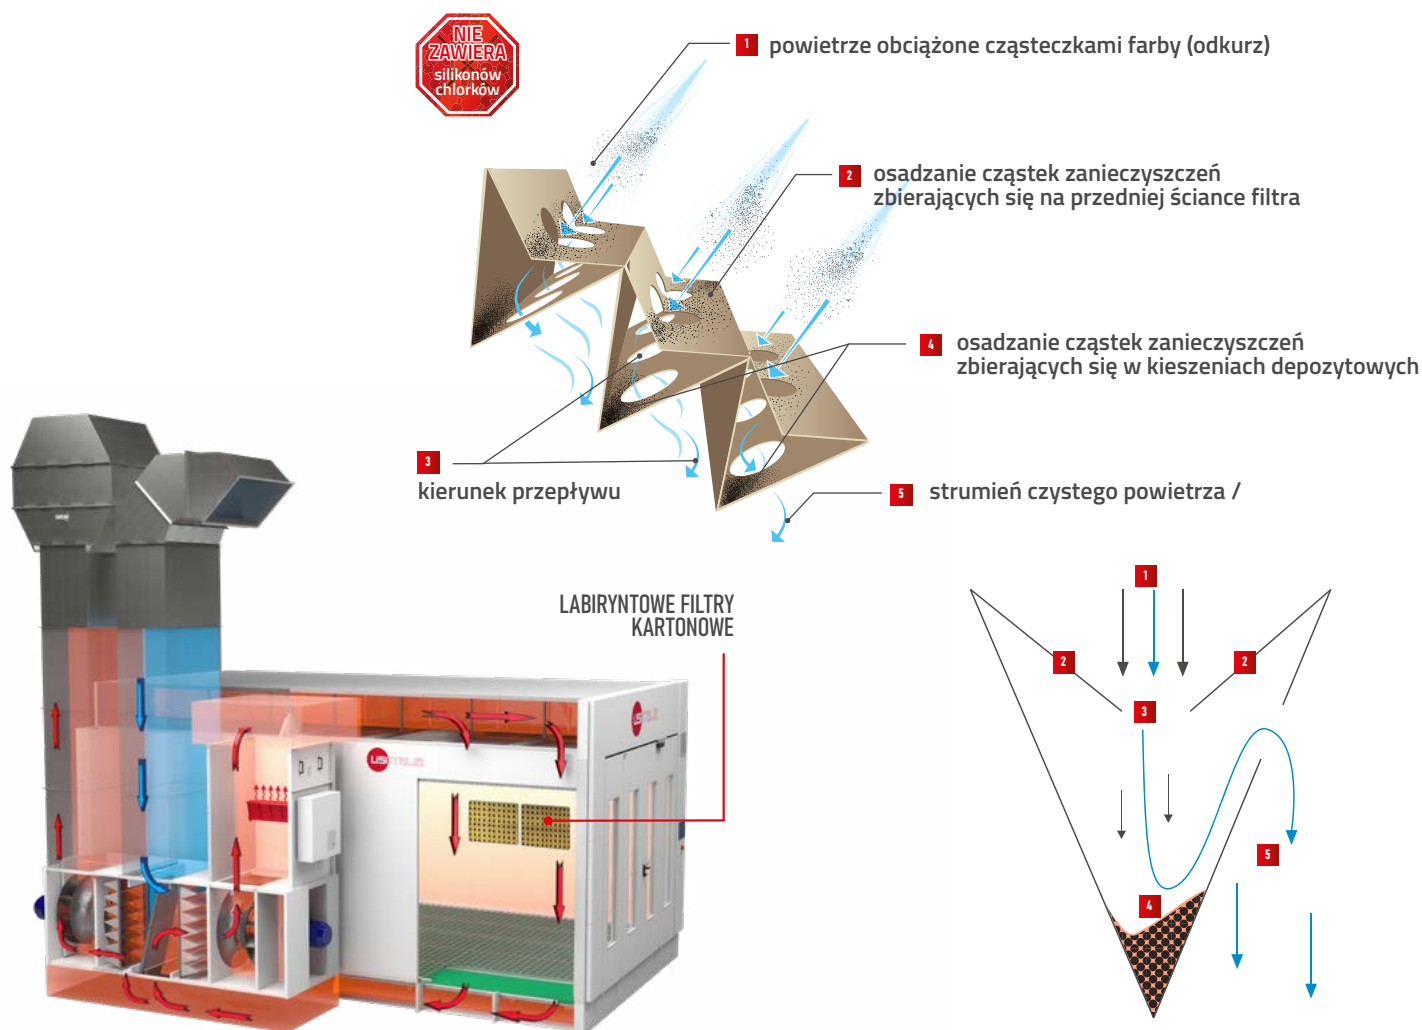 NIE
ZAWIERA
silikonów
chlorków
1 powietrze obciążone cząsteczkami farby (odkurz)
2 osadzanie cząstek zanieczyszczeń
zbierających się na przedniej ściance filtra
4 osadzanie cząstek zanieczyszczeń
zbierających się w kieszeniach depozytowych
3
kierunek przepływu
5 strumień czystego powietrza /
LABIRYNTOWE FILTRY
KARTONOWE
1
2 2
3
5
4